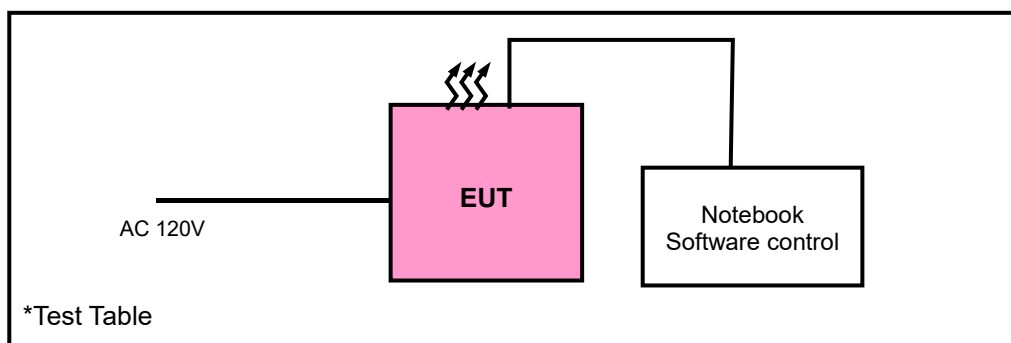 EUT
AC 120V
Notebook
Software control
*Test Table